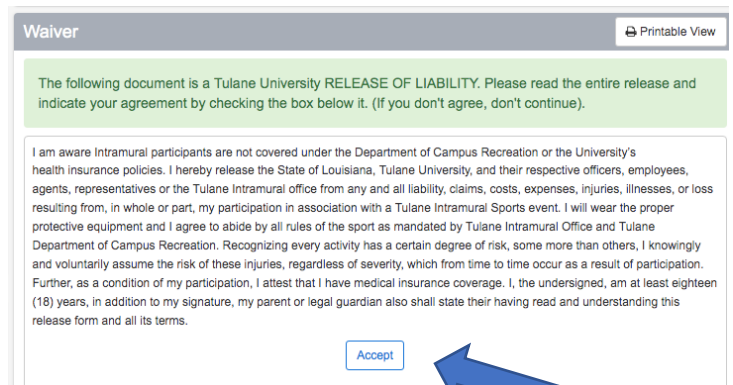 Waiver
Printable View
The following document is a Tulane University RELEASE OF LIABILITY. Please read the entire release and
indicate your agreement by checking the box below it. (If you don't agree, don't continue).
I am aware Intramural participants are not covered under the Department of Campus Recreation or the University's
health insurance policies. I hereby release the State of Louisiana, Tulane University, and their respective officers, employees,
agents, representatives or the Tulane Intramural office from any and all liability, claims, costs, expenses, injuries, illnesses, or loss
resulting from, in whole or part, my participation in association with a Tulane Intramural Sports event. I will wear the proper
protective equipment and I agree to abide by all rules of the sport as mandated by Tulane Intramural Office and Tulane
Department of Campus Recreation. Recognizing every activity has a certain degree of risk, some more than others, I knowingly
and voluntarily assume the risk of these injuries, regardless of severity, which from time to time occur as a result of participation.
Further, as a condition of my participation, I attest that I have medical insurance coverage. I, the undersigned, am at least eighteen
(18) years, in addition to my signature, my parent or legal guardian also shall state their having read and understanding this
release form and all its terms.
Accept